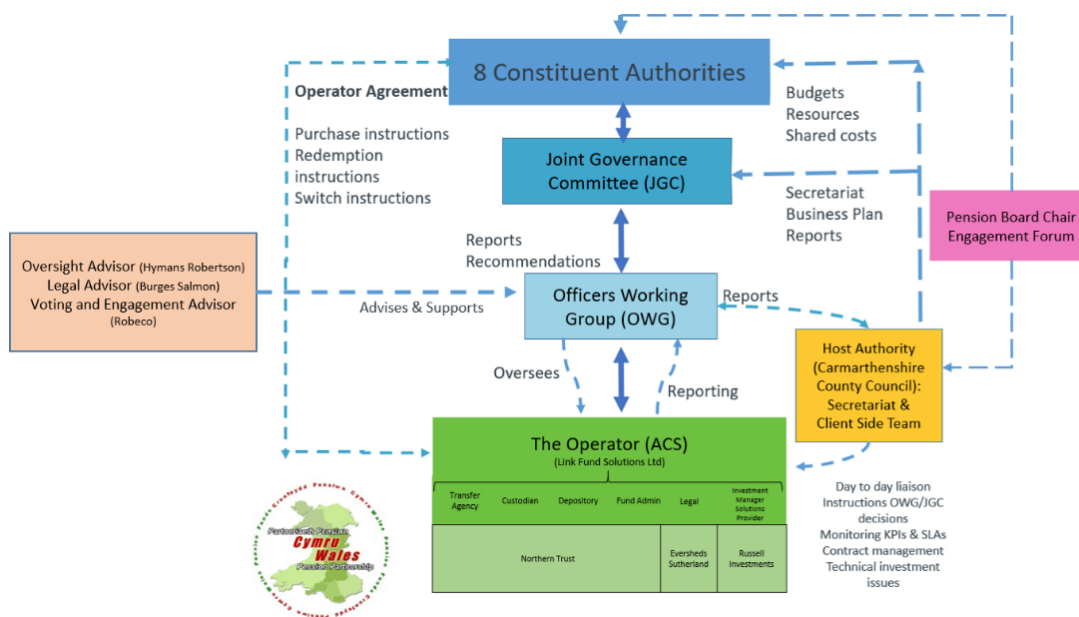 8 Constituent Authorities
Operator Agreement
Purchase instructions
Redemption
instructions
Switch instructions
Budgets
Resources
Shared costs
Joint Governance
Committee (JGC)
Secretariat
Business Plan
Reports
Pension Board Chair
Engagement Forum
Reports
Recommendations
Oversight Advisor (Hymans Robertson)
Legal Advisor (Burges Salmon)
Voting and Engagement Advisor
(Robeco)
Advises & Supports
Officers Working
Group (OWG)
Reports
Host Authority
(Carmarthenshire
County Council):
Secretariat &
Client Side Team
Oversees
Reporting
The Operator (ACS)
(Link Fund Solutions Ltd)
Transfer
Agency
Custodian
Depository
Fund Admin
Legal
Investment
Manager
Solutions
Provider
Northern Trust
Eversheds
Sutherland
Russell
Investments
Day to day liaison
Instructions OWG/JGC
decisions
Monitoring KPIs & SLAs
Contract management
Technical investment
issues
Partneriaeth Pensiwn
Cymru
Wales
Pension Partnership